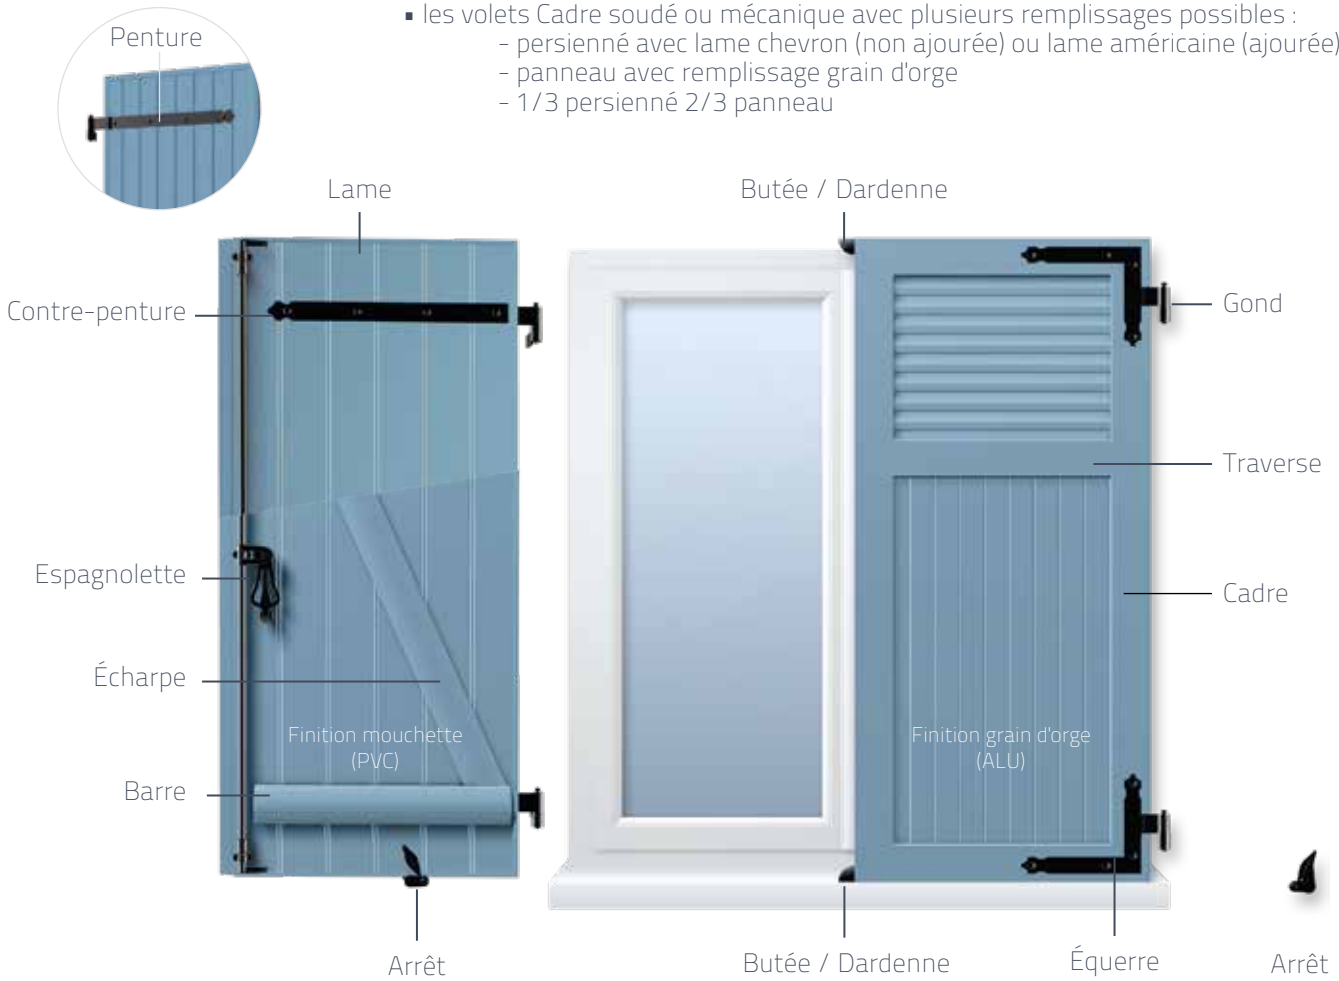 ▪ les volets Cadre soudé ou mécanique avec plusieurs remplissages possibles :
- persienné avec lame chevron (non ajourée) ou lame américaine (ajourée)
- panneau avec remplissage grain d'orge
- 1/3 persienné 2/3 panneau
Penture
Lame
Butée / Dardenne
Contre-penture
Gond
Traverse
Espagnolette
Cadre
Écharpe
Finition mouchette
(PVC)
Finition grain d'orge
(ALU)
Barre
Arrêt
Butée / Dardenne
Équerre
Arrêt